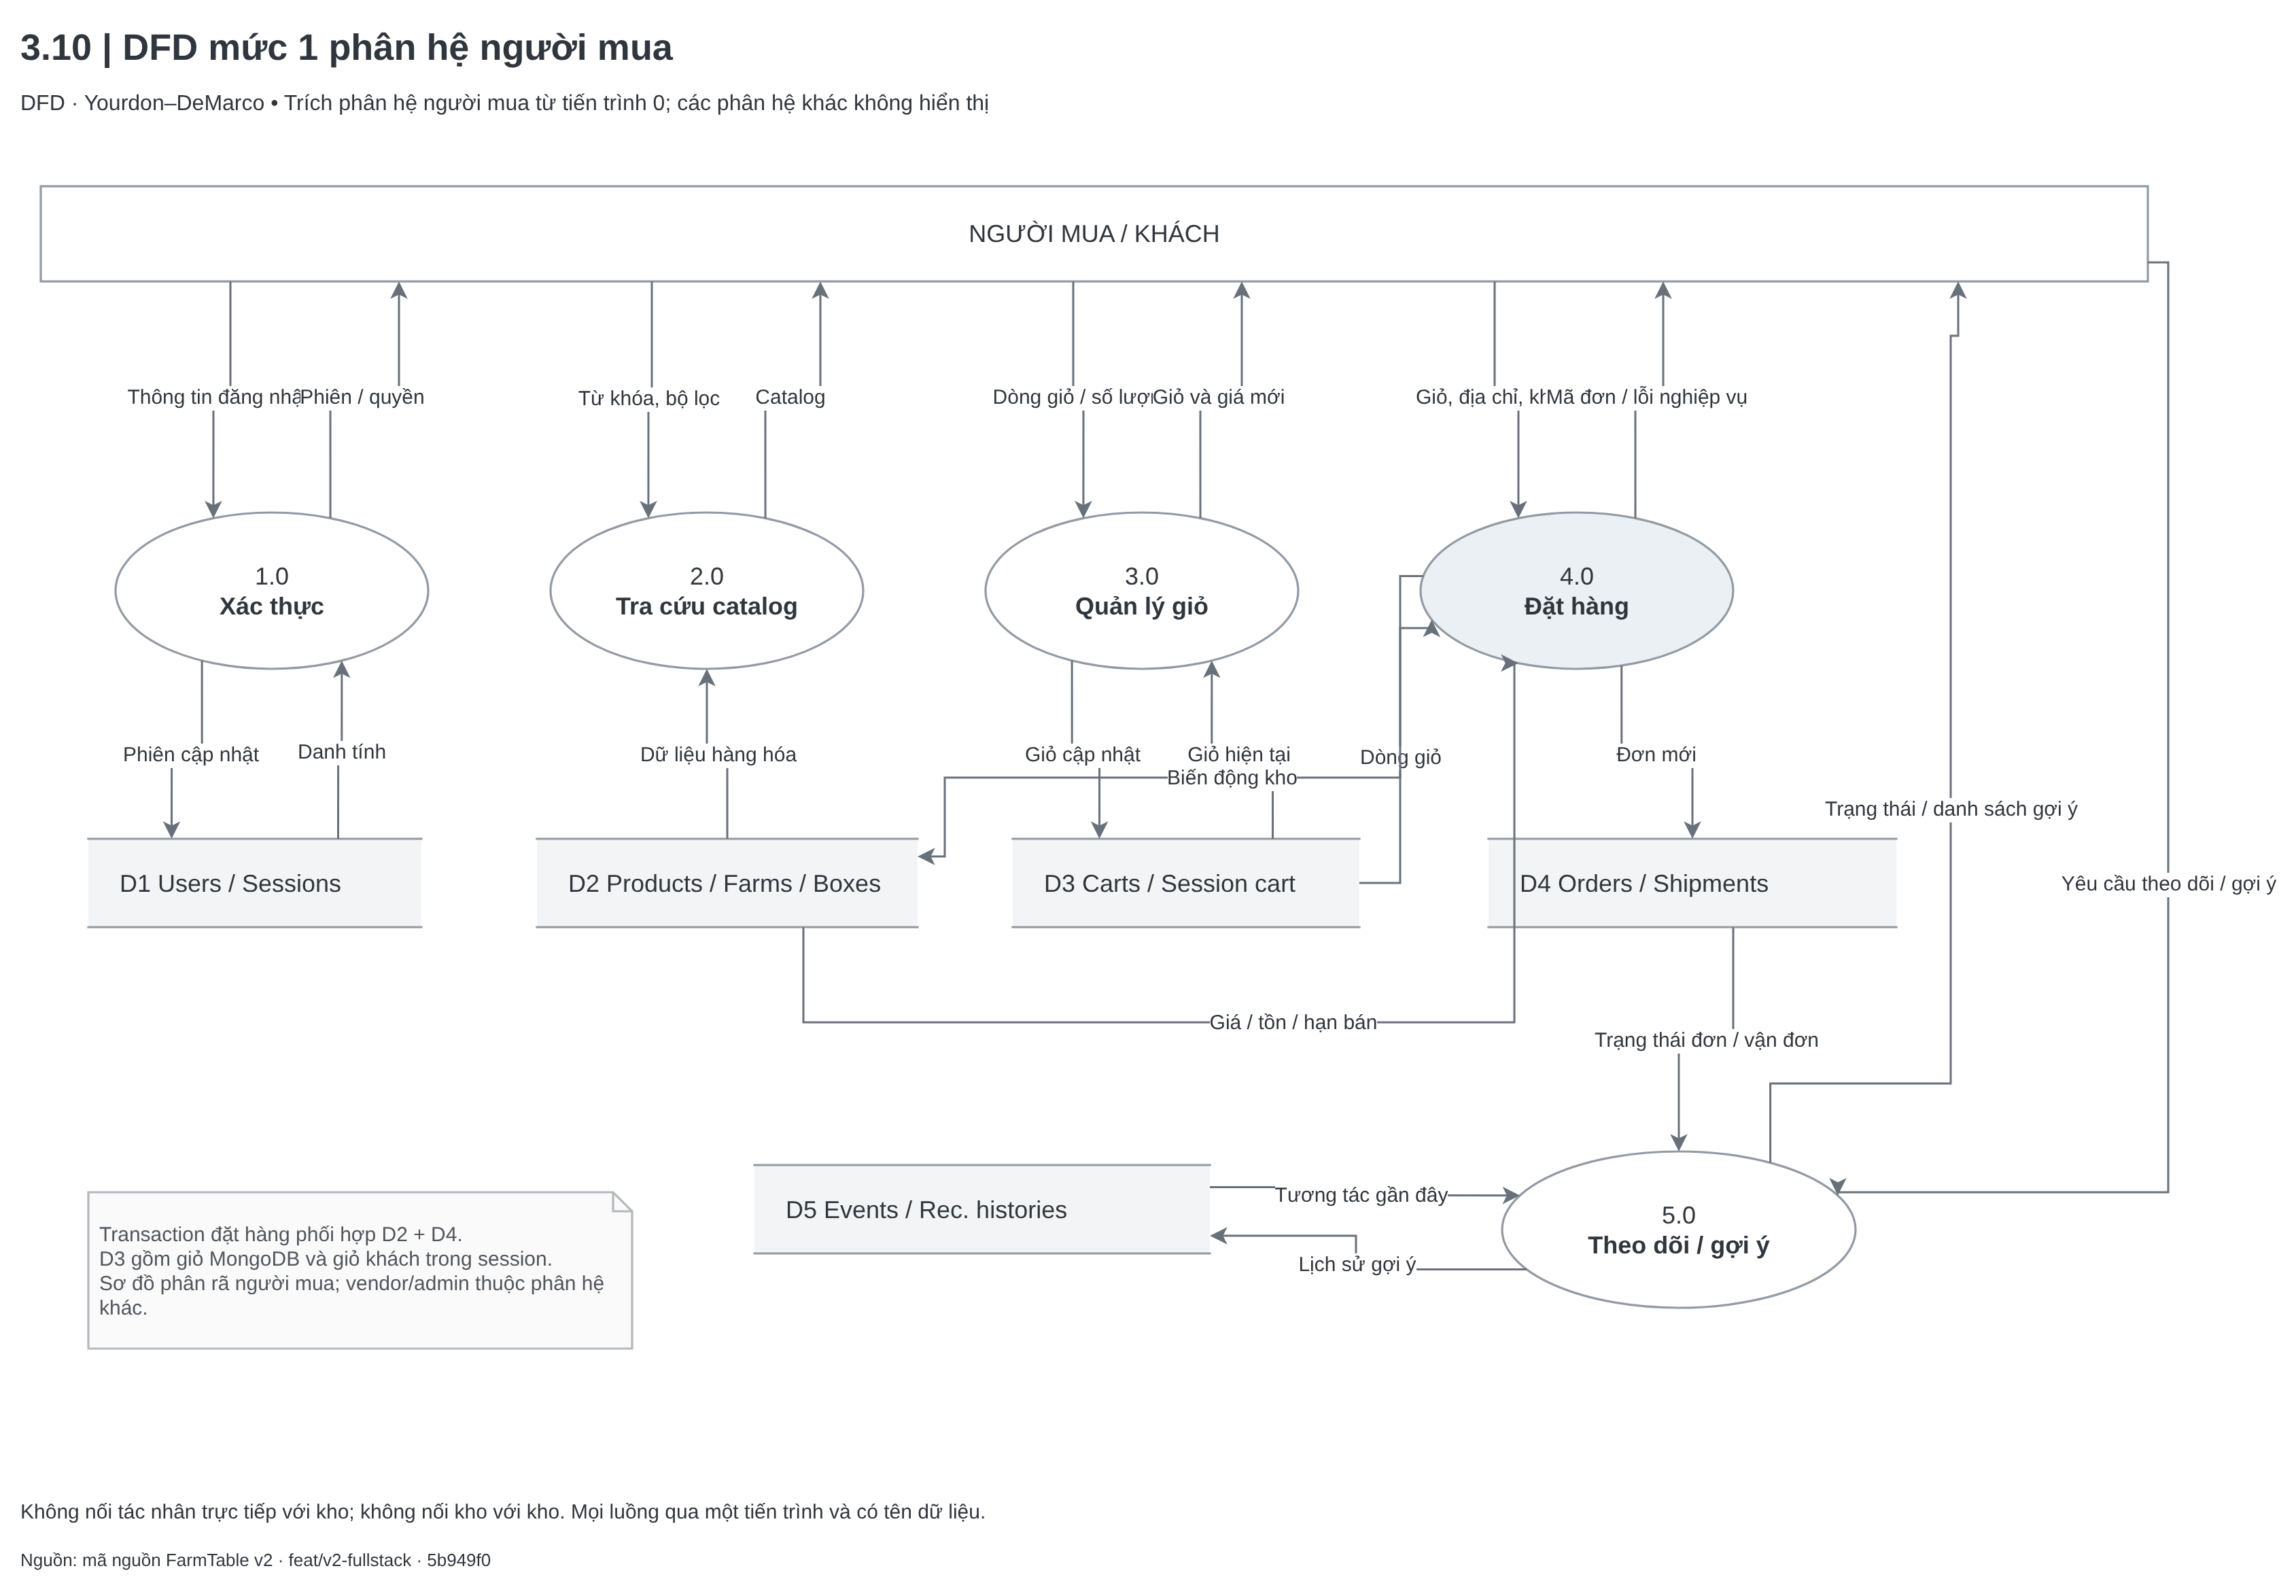 3.10 | DFD mức 1 phân hệ người mua
DFD · Yourdon–DeMarco • Trích phân hệ người mua từ tiến trình 0; các phân hệ khác không hiển thị
NGƯỜI MUA / KHÁCH
Thông tin đăng
Phiên / quyền
Từ khóa, bộ lọc
Catalog
Dòng giỏ / số
Giỏ và giá mới
Giỏ, địa chỉ,
Mã đơn / lỗi nghiệp vụ
1.0
Xác thực
2.0
Tra cứu catalog
3.0
Quản lý giỏ
4.0
Đặt hàng
Phiên cập nhật
Danh tính
Dữ liệu hàng hóa
Giỏ cập nhật
Giỏ hiện tại
Biến động kho
Dòng giỏ
Đơn mới
Trạng thái / danh sách gợi ý
Yêu cầu theo dõi / gợi ý
D1 Users / Sessions
D2 Products / Farms / Boxes
D3 Carts / Session cart
D4 Orders / Shipments
Giá / tồn / hạn bán
Trạng thái đơn / vận đơn
D5 Events / Rec. histories
Tương tác gần đây
Lịch sử gợi ý
5.0
Theo dõi / gợi ý
Transaction đặt hàng phối hợp D2 + D4.
D3 gồm giỏ MongoDB và giỏ khách trong session.
Sơ đồ phân rã người mua; vendor/admin thuộc phân hệ
khác.
Không nối tác nhân trực tiếp với kho; không nối kho với kho. Mọi luồng qua một tiến trình và có tên dữ liệu.
Nguồn: mã nguồn FarmTable v2 · feat/v2-fullstack · 5b949f0